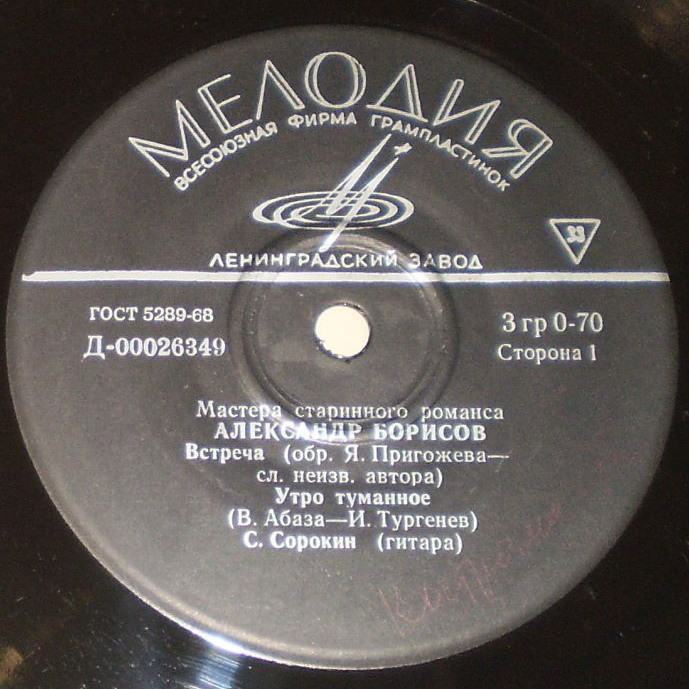 МЕЛОДИЯ
ВСЕСОЮЗНАЯ ФИРМА ГРАМПЛАСТИНОК
33
ЛЕНИНГРАДСКИЙ ЗАВОД
ГОСТ 5289-68
Д-00026349
3 гр 0-70
Сторона 1
Мастера старинного романса
АЛЕКСАНДР БОРИСОВ
Встреча (обр. Я. Пригожева—
сл. неизв. автора)
Утро туманное
(В. Абаза—И. Тургенев)
С. Сорокин (гитара)